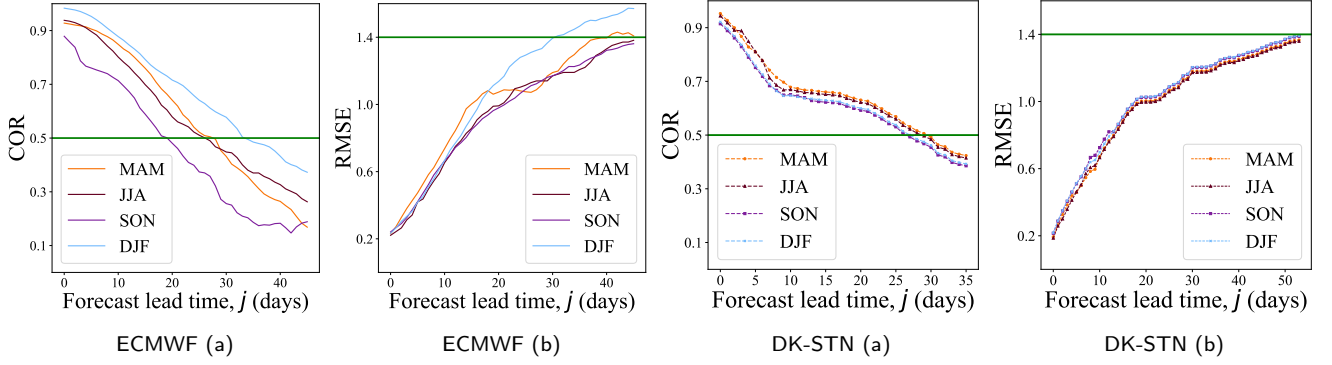 COR
0.9
0.7
0.5
0.3
0.1
MAM
JJA
SON
DJF
0 10 20 30 40
Forecast lead time, j (days)
ECMWF (a)
RMSE
1.4
1.0
0.6
0.2
MAM
JJA
SON
DJF
0 10 20 30 40
Forecast lead time, j (days)
ECMWF (b)
COR
0.9
0.7
0.5
0.3
0.1
MAM
JJA
SON
DJF
0 5 10 15 20 25 30 35
Forecast lead time, j (days)
DK-STN (a)
RMSE
1.4
1.0
0.6
0.2
MAM
JJA
SON
DJF
0 10 20 30 40 50
Forecast lead time, j (days)
DK-STN (b)